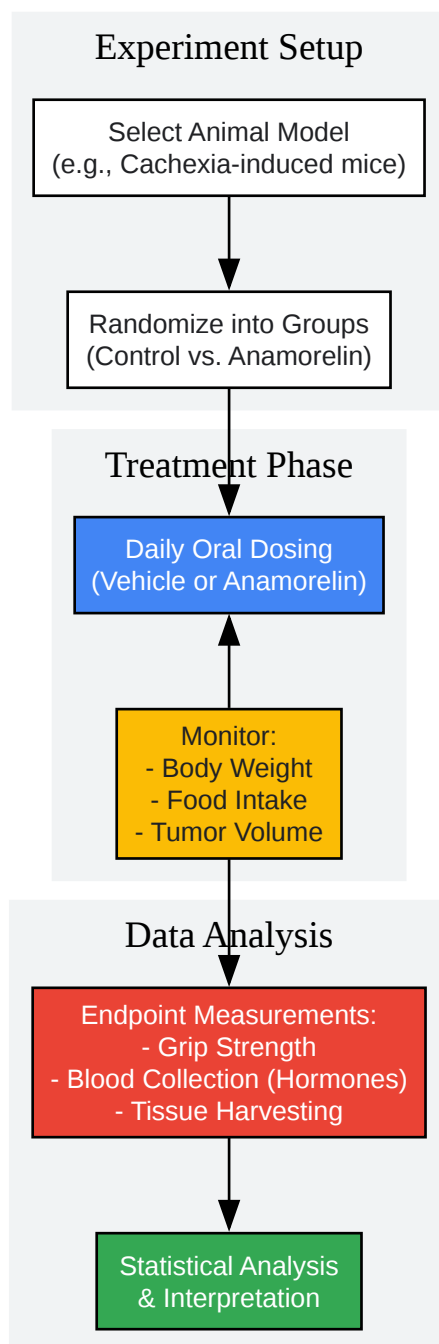 Experiment Setup
Select Animal Model
(e.g., Cachexia-induced mice)
Randomize into Groups
(Control vs. Anamorelin)
Treatment Phase
Daily Oral Dosing
(Vehicle or Anamorelin)
Monitor:
- Body Weight
- Food Intake
- Tumor Volume
Data Analysis
Endpoint Measurements:
- Grip Strength
- Blood Collection (Hormones)
- Tissue Harvesting
Statistical Analysis
& Interpretation